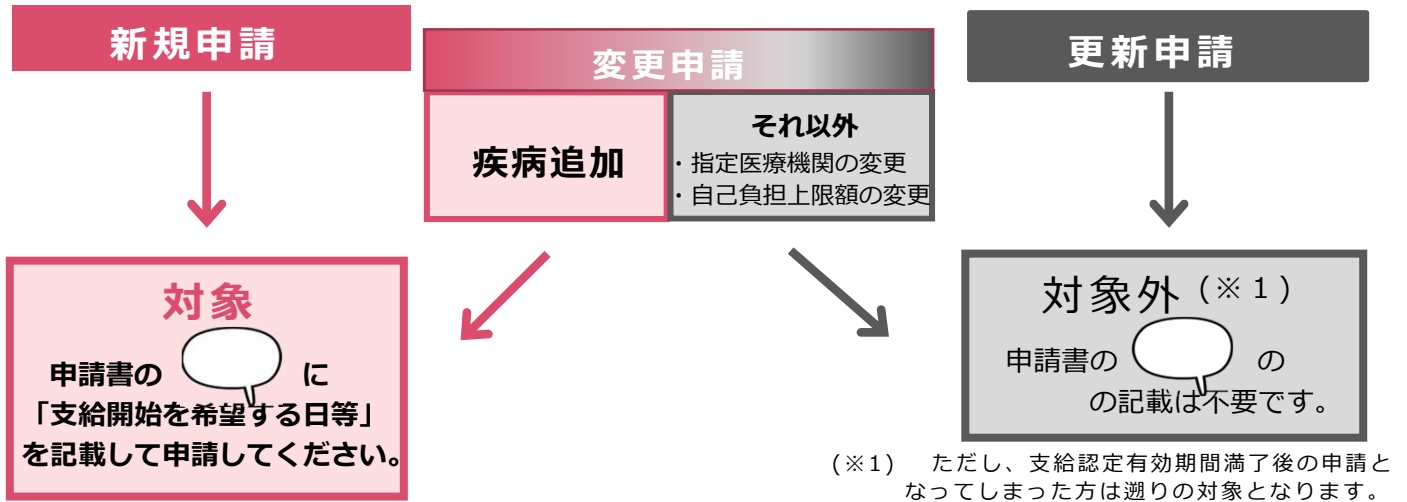 新規申請
変更申請
更新申請
疾病追加
それ以外
・指定医療機関の変更
・自己負担上限額の変更
対象
申請書の に
「支給開始を希望する日等」
を記載して申請してください。
対象外(※1)
申請書の の
の記載は不要です。
(※1) ただし、支給認定有効期間満了後の申請と
なってしまった方は遡りの対象となります。